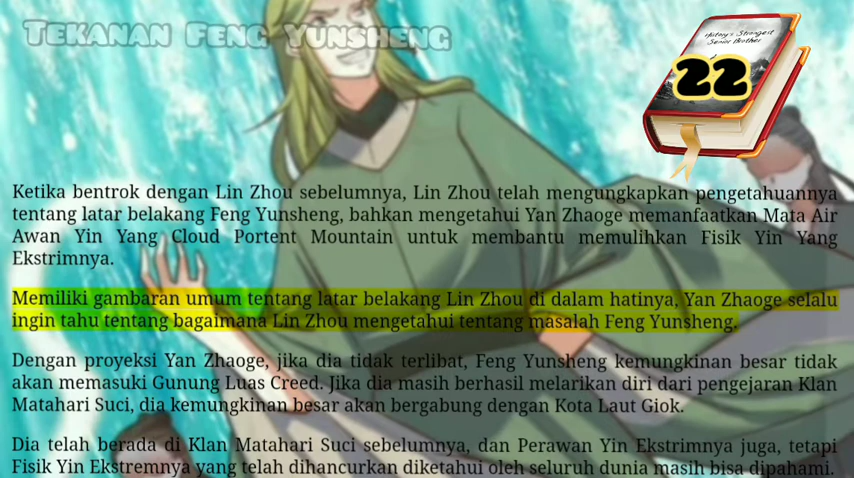 Tekanan Feng Yunsheng
History's Strongest
Senior Brother
22
Ketika bentrok dengan Lin Zhou sebelumnya, Lin Zhou telah mengungkapkan pengetahuannya
tentang latar belakang Feng Yunsheng, bahkan mengetahui Yan Zhaoge memanfaatkan Mata Air
Awan Yin Yang Cloud Portent Mountain untuk membantu memulihkan Fisik Yin Yang
Ekstrimnya.
Memiliki gambaran umum tentang latar belakang Lin Zhou di dalam hatinya, Yan Zhaoge selalu
ingin tahu tentang bagaimana Lin Zhou mengetahui tentang masalah Feng Yunsheng.
Dengan proyeksi Yan Zhaoge, jika dia tidak terlibat, Feng Yunsheng kemungkinan besar tidak
akan memasuki Gunung Luas Creed. Jika dia masih berhasil melarikan diri dari pengejaran Klan
Matahari Suci, dia kemungkinan besar akan bergabung dengan Kota Laut Giok.
Dia telah berada di Klan Matahari Suci sebelumnya, dan Perawan Yin Ekstrimnya juga, tetapi
Fisik Yin Ekstremnya yang telah dihancurkan diketahui oleh seluruh dunia masih bisa dipahami.